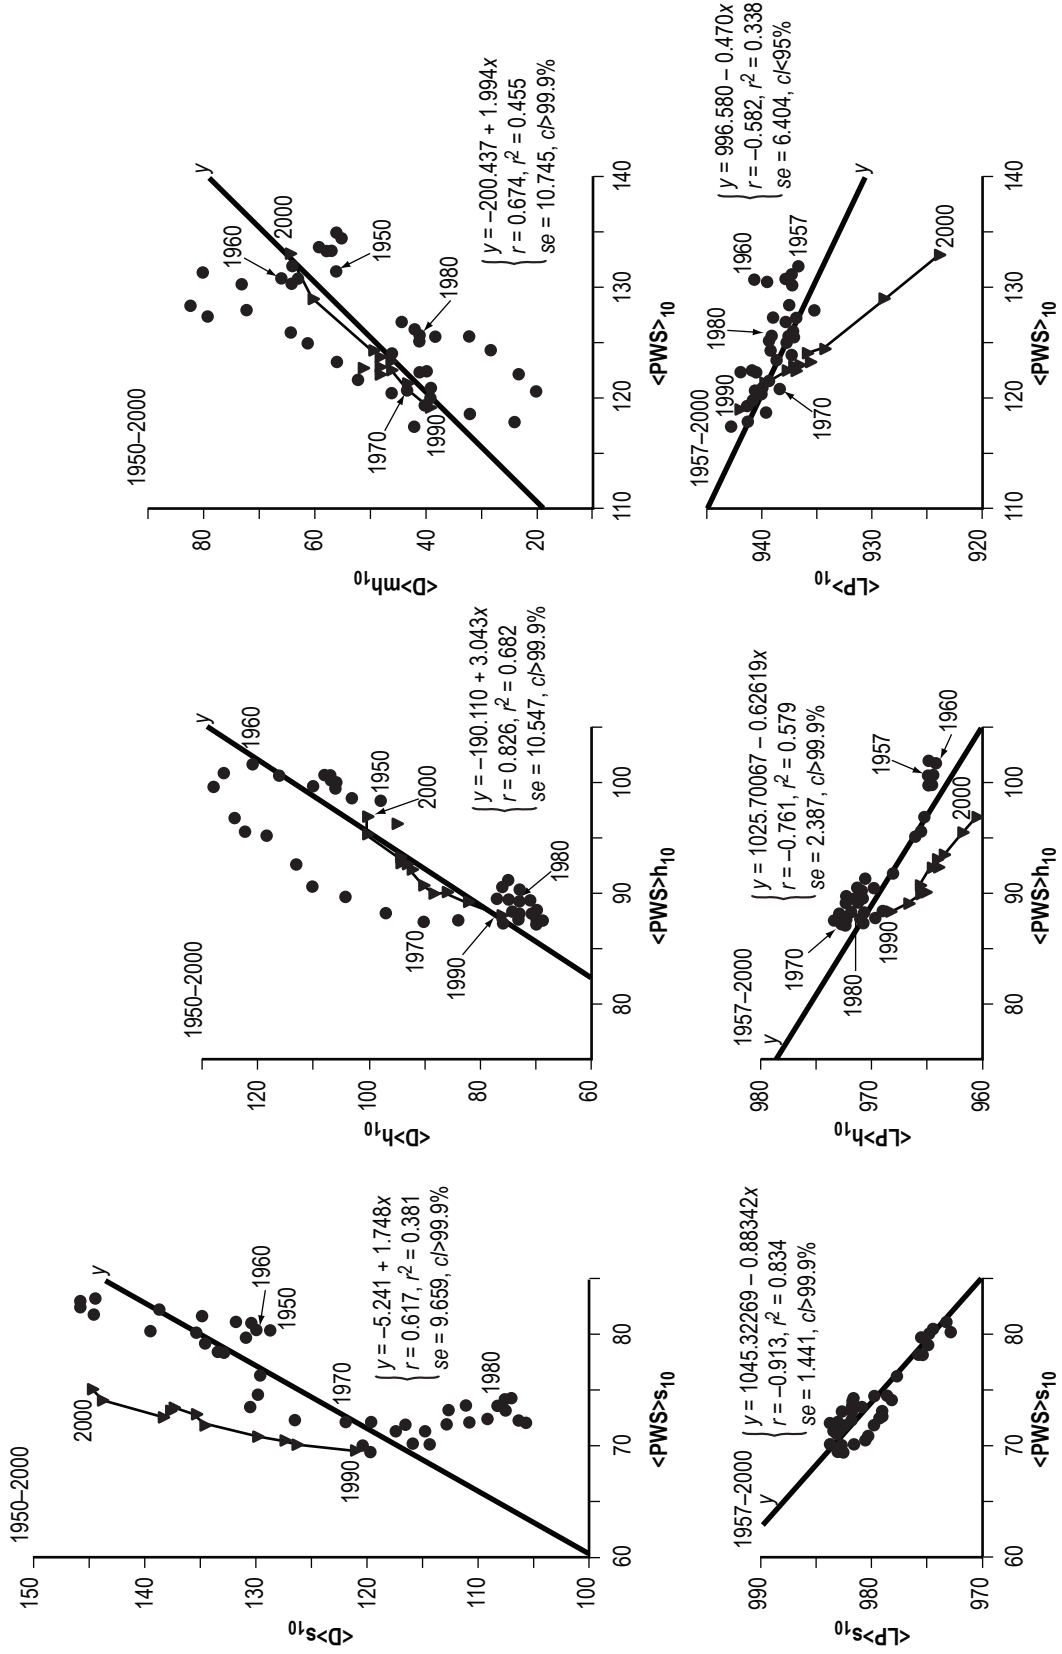 1950–2000
150
140
130
120
110
100
<D>s10
60
70
80
<PWS>s10
y
2000
1990
1970
1980
1960
1950
y = –5.241 + 1.748x
r = 0.617, r2 = 0.381
se = 9.659, cl>99.9%
1950–2000
120
100
80
60
<D>h10
80
90
100
<PWS>h10
y
1960
1950
2000
1970
1990
1980
y = –190.110 + 3.043x
r = 0.826, r2 = 0.682
se = 10.547, cl>99.9%
1950–2000
80
60
40
20
<D>mh10
110
120
130
140
<PWS>10
y
2000
1960
1950
1980
1970
1990
y = –200.437 + 1.994x
r = 0.674, r2 = 0.455
se = 10.745, cl>99.9%
1957–2000
990
980
970
<LP>s10
60
70
80
<PWS>s10
y
y = 1045.32269 – 0.88342x
r = –0.913, r2 = 0.834
se = 1.441, cl>99.9%
1957–2000
980
970
960
<LP>h10
80
90
100
<PWS>h10
y
1970
1980
1990
2000
1957
1960
y = 1025.70067 – 0.62619x
r = –0.761, r2 = 0.579
se = 2.387, cl>99.9%
1957–2000
940
930
920
<LP>10
110
120
130
140
<PWS>10
y
1990
1980
1960
1957
1970
2000
y = 996.580 – 0.470x
r = –0.582, r2 = 0.338
se = 6.404, cl<95%